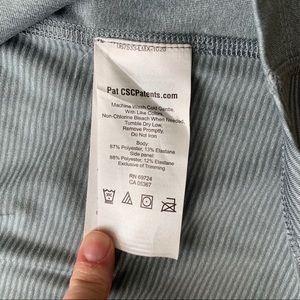 Pat CSCPatents.com
Machine Wash Cold Gentle,
With Like Colors,
Non-Chlorine Bleach When Needed,
Tumble Dry Low,
Remove Promptly,
Do Not Iron
Body:
87% Polyester, 13% Elastane
Side panel:
88% Polyester, 12% Elastane
Exclusive of Trimming
RN 69724
CA 05367